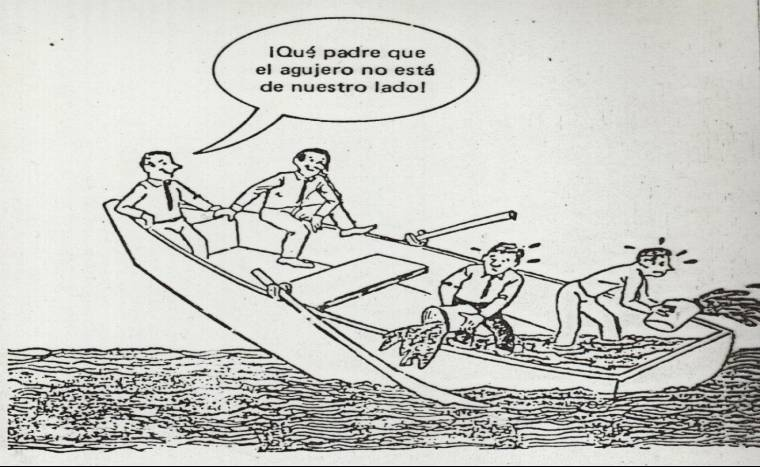 ¡Qué padre que
el agujero no está
de nuestro lado!